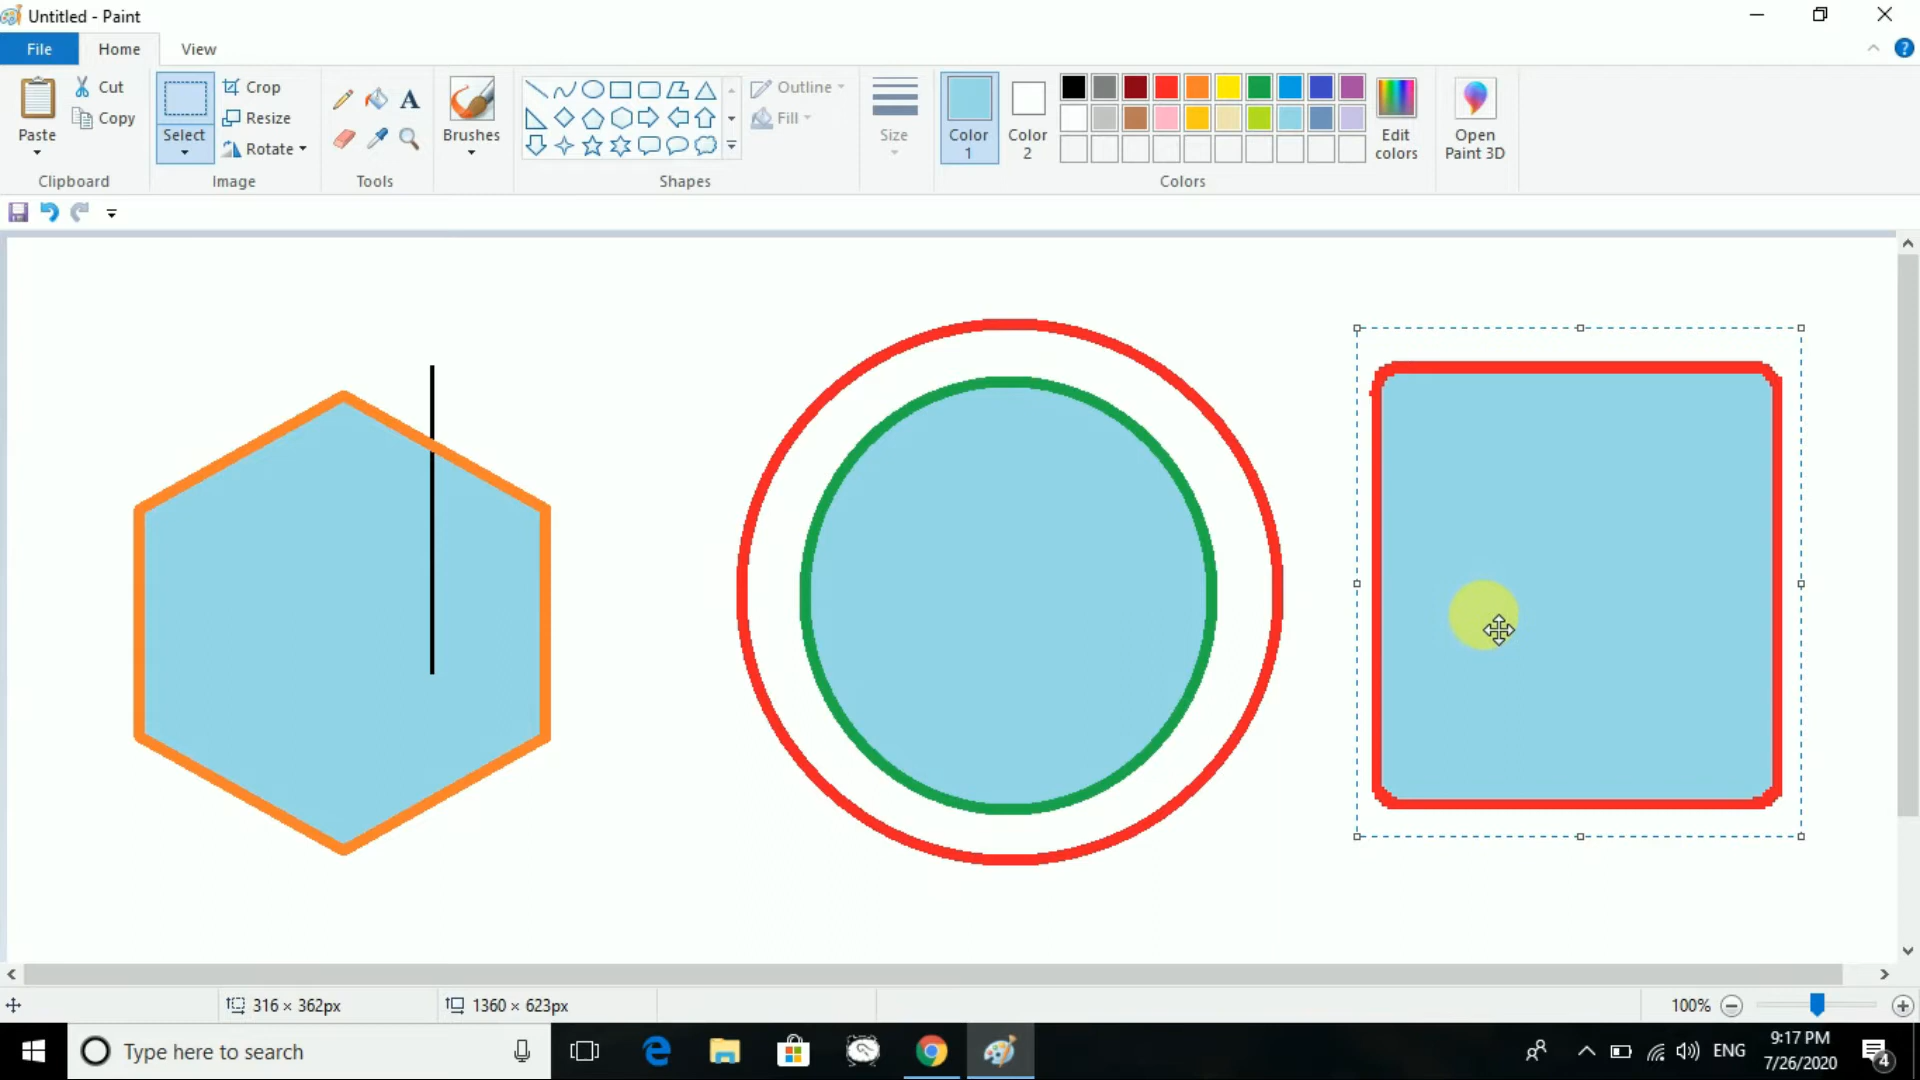 Untitled - Paint
File Home View
Paste Cut Copy Select Crop Resize Rotate A Brushes Outline Fill Size Color 1 Color 2 Edit colors Open Paint 3D
Clipboard Image Tools Shapes Colors
316 × 362px 1360 × 623px 100%
Type here to search ENG 9:17 PM 4
7/26/2020